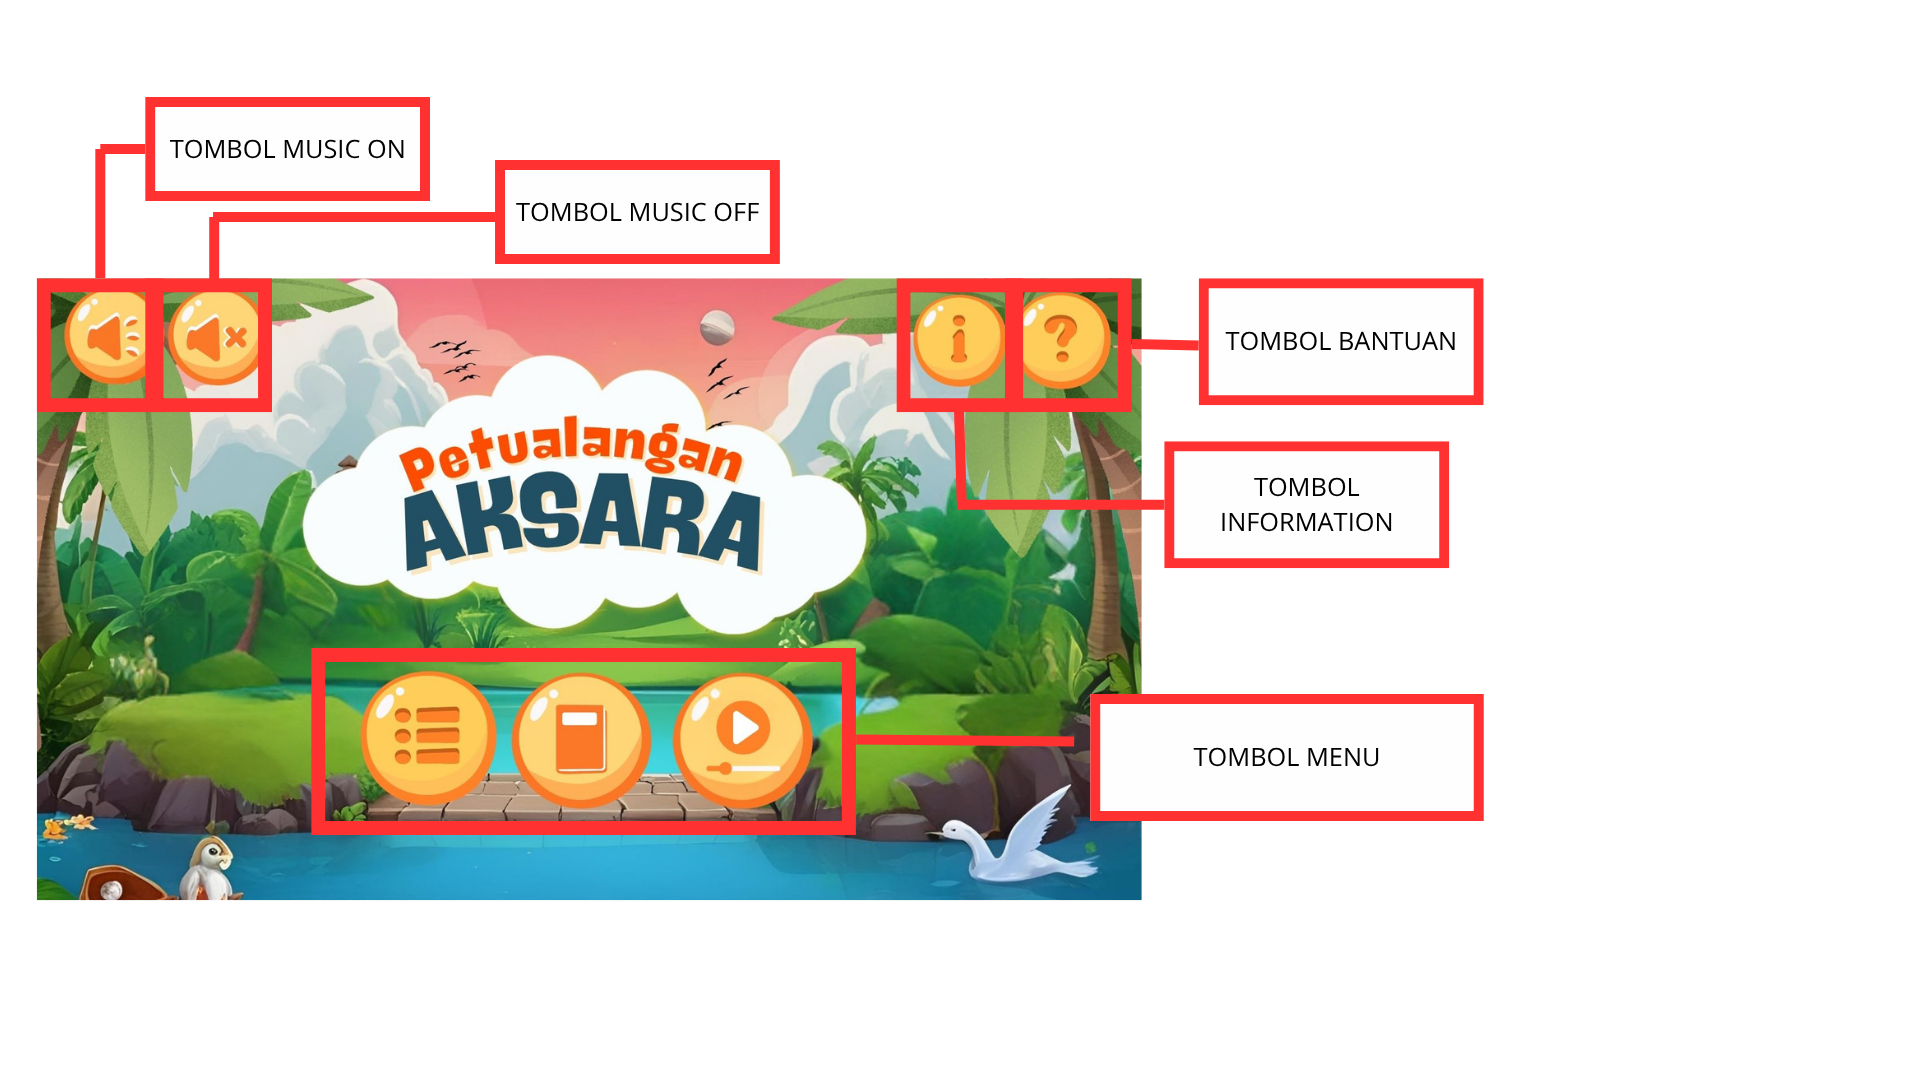 TOMBOL MUSIC ON
TOMBOL MUSIC OFF
TOMBOL BANTUAN
Petualangan
AKSARA
TOMBOL
INFORMATION
TOMBOL MENU